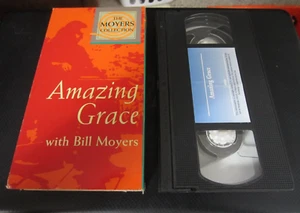 THE
MOYERS
COLLECTION
Amazing
Grace
with Bill Moyers
Amazing Grace